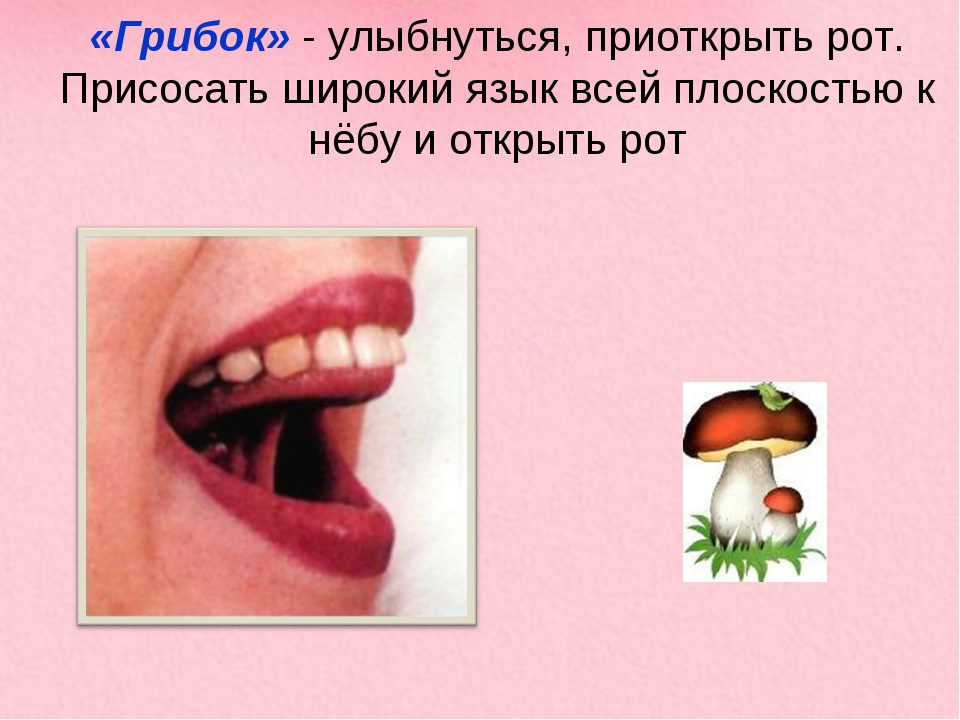 «Грибок» - улыбнуться, приоткрыть рот.
Присосать широкий язык всей плоскостью к
нёбу и открыть рот